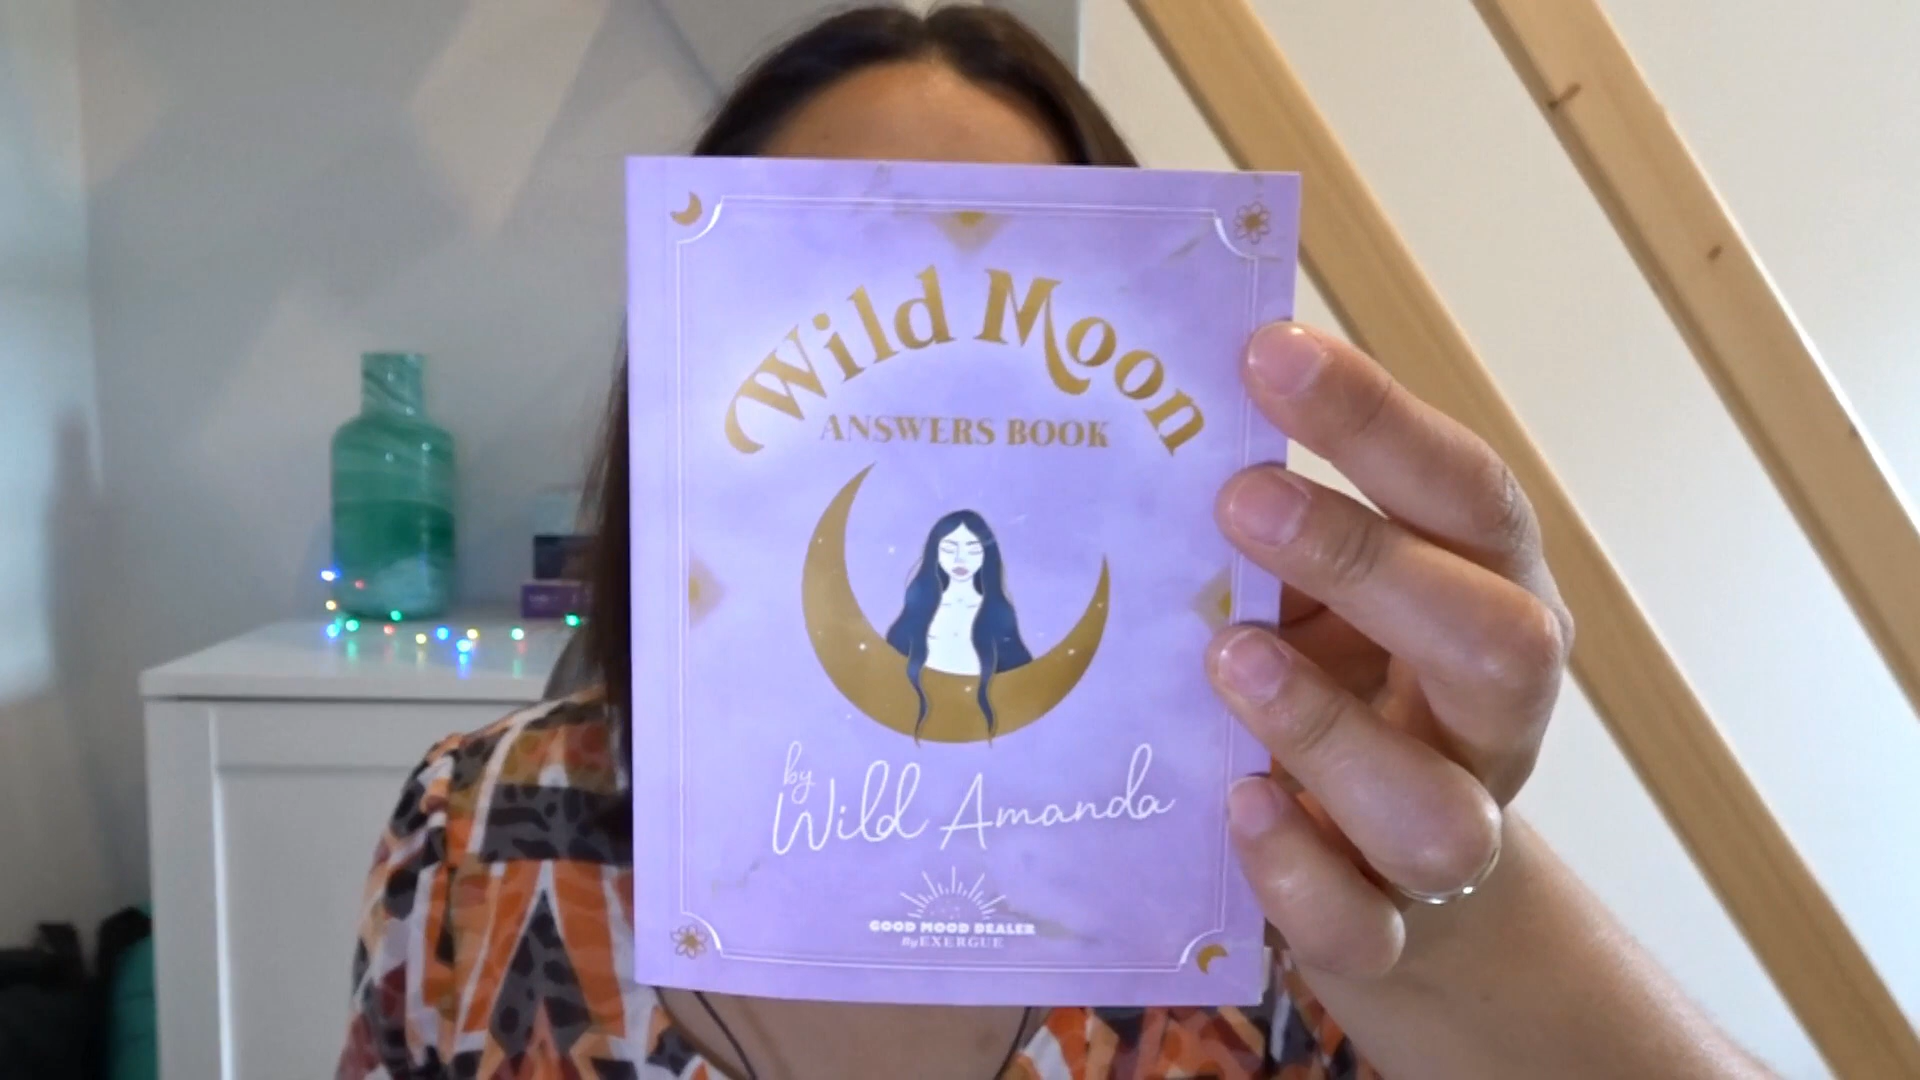 Wild Moon
ANSWERS BOOK
by
Wild Amanda
GOOD MOOD DEALER
By EXERGUE